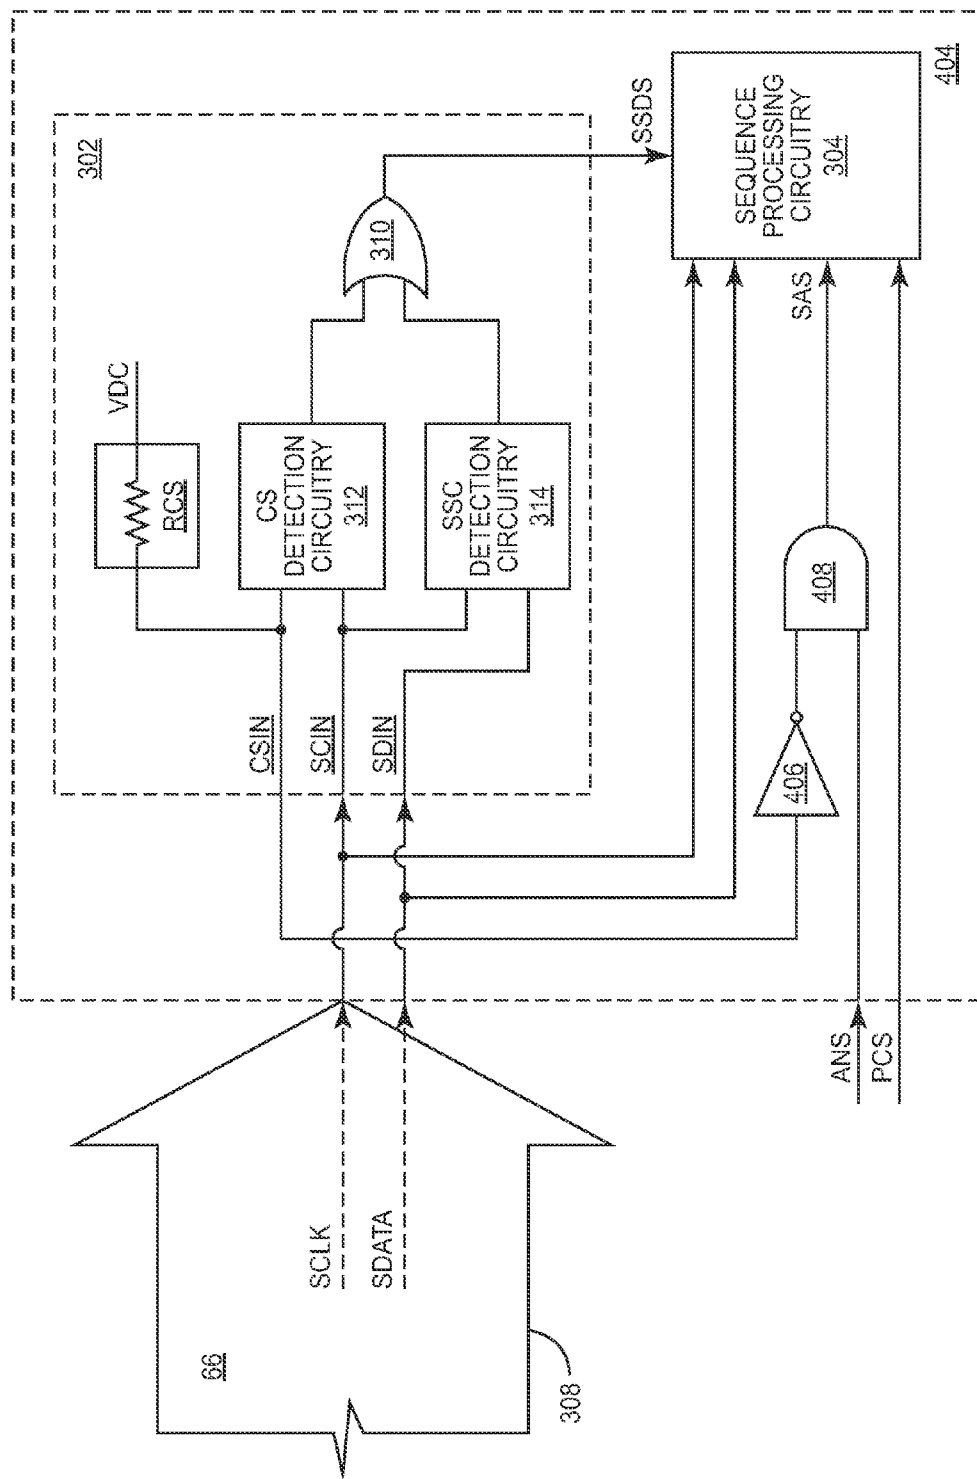 66
308
SCLK
SDATA
ANS
PCS
CSIN
SCIN
SDIN
406
408
RCS
VDC
CS
DETECTION
CIRCUITRY
312
SSC
DETECTION
CIRCUITRY
314
310
302
SSDS
SAS
SEQUENCE
PROCESSING
CIRCUITRY
304
404